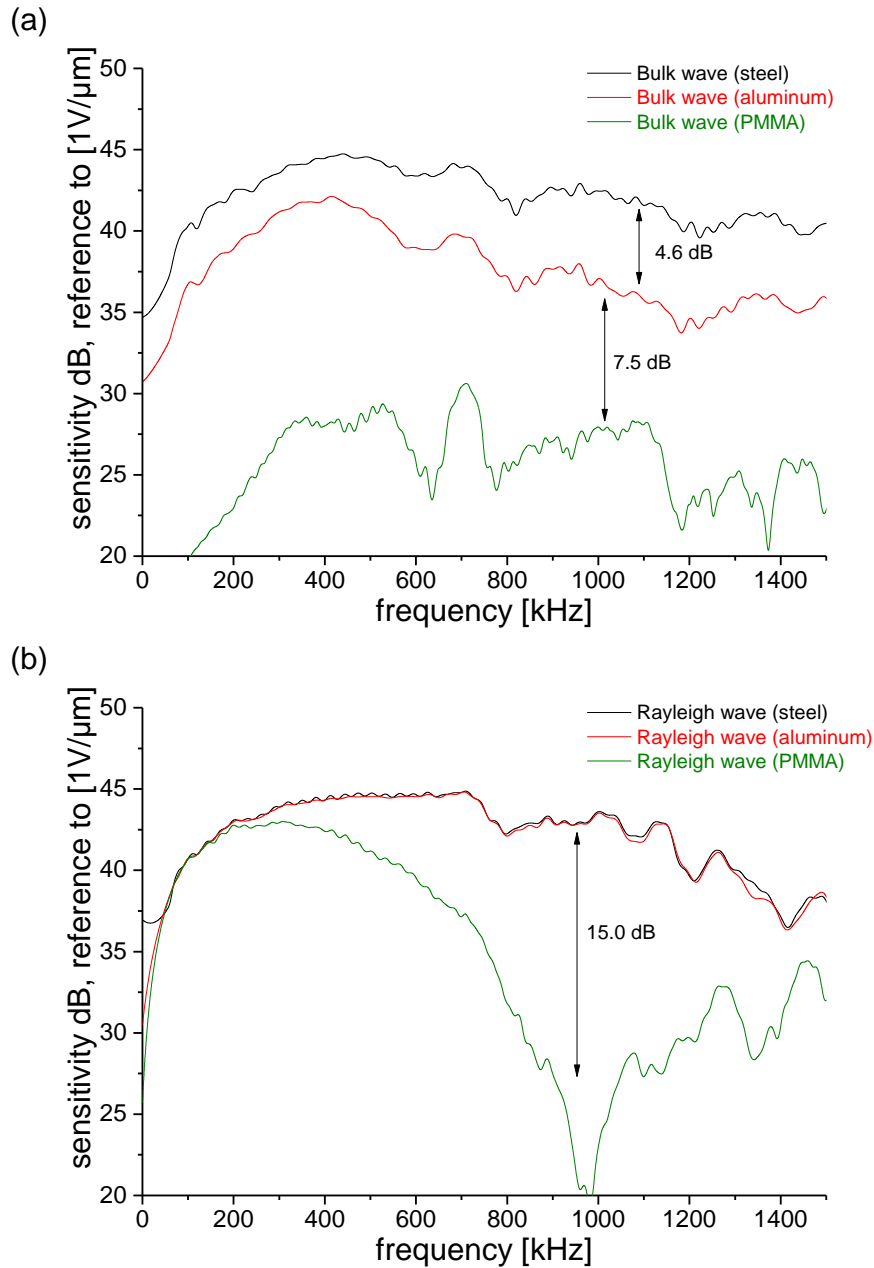 (a)
50
45
40
35
30
25
20
sensitivity dB, reference to [1V/µm]
Bulk wave (steel)
Bulk wave (aluminum)
Bulk wave (PMMA)
4.6 dB
7.5 dB
0 200 400 600 800 1000 1200 1400
frequency [kHz]
(b)
50
45
40
35
30
25
20
sensitivity dB, reference to [1V/µm]
Rayleigh wave (steel)
Rayleigh wave (aluminum)
Rayleigh wave (PMMA)
15.0 dB
0 200 400 600 800 1000 1200 1400
frequency [kHz]